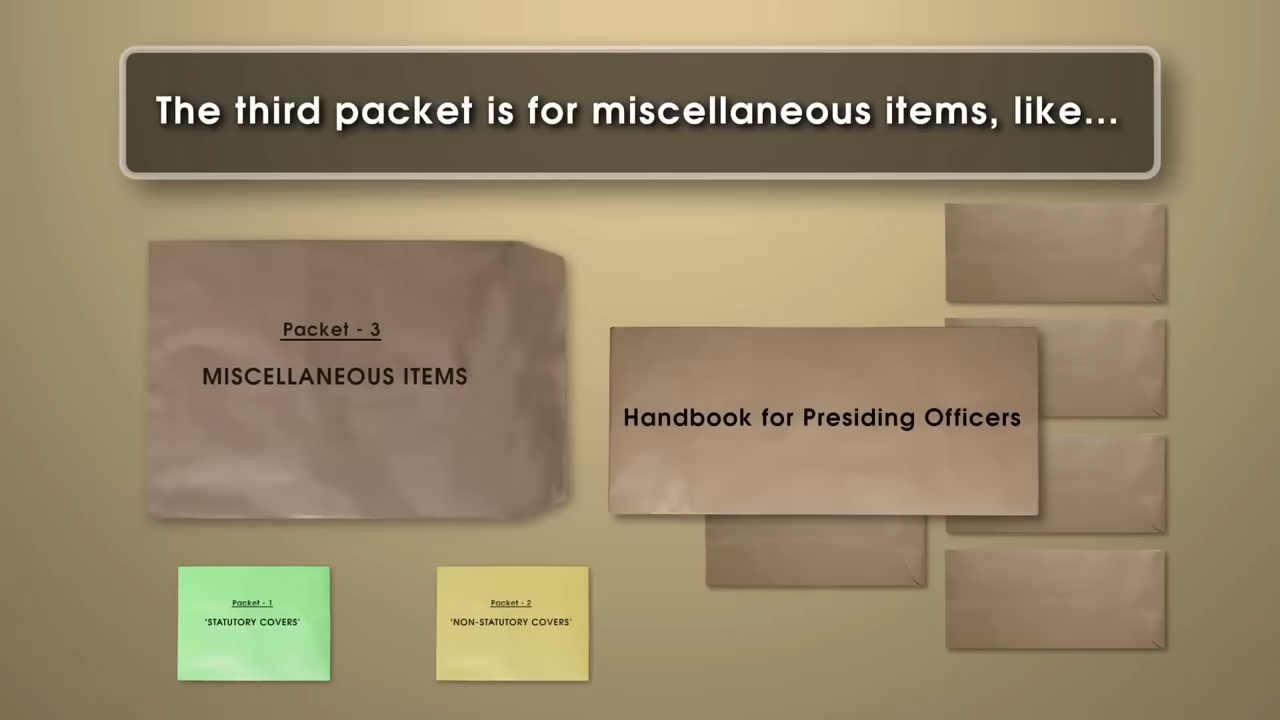 The third packet is for miscellaneous items, like...
Packet - 3
MISCELLANEOUS ITEMS
Handbook for Presiding Officers
Packet - 1
'STATUTORY COVERS'
Packet - 2
'NON-STATUTORY COVERS'